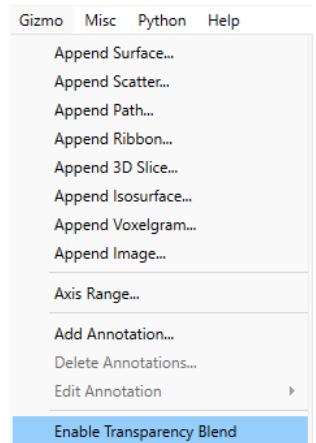 Gizmo Misc Python Help
Append Surface...
Append Scatter...
Append Path...
Append Ribbon...
Append 3D Slice...
Append Isosurface...
Append Voxelgram...
Append Image...
Axis Range...
Add Annotation...
Delete Annotations...
Edit Annotation
Enable Transparency Blend